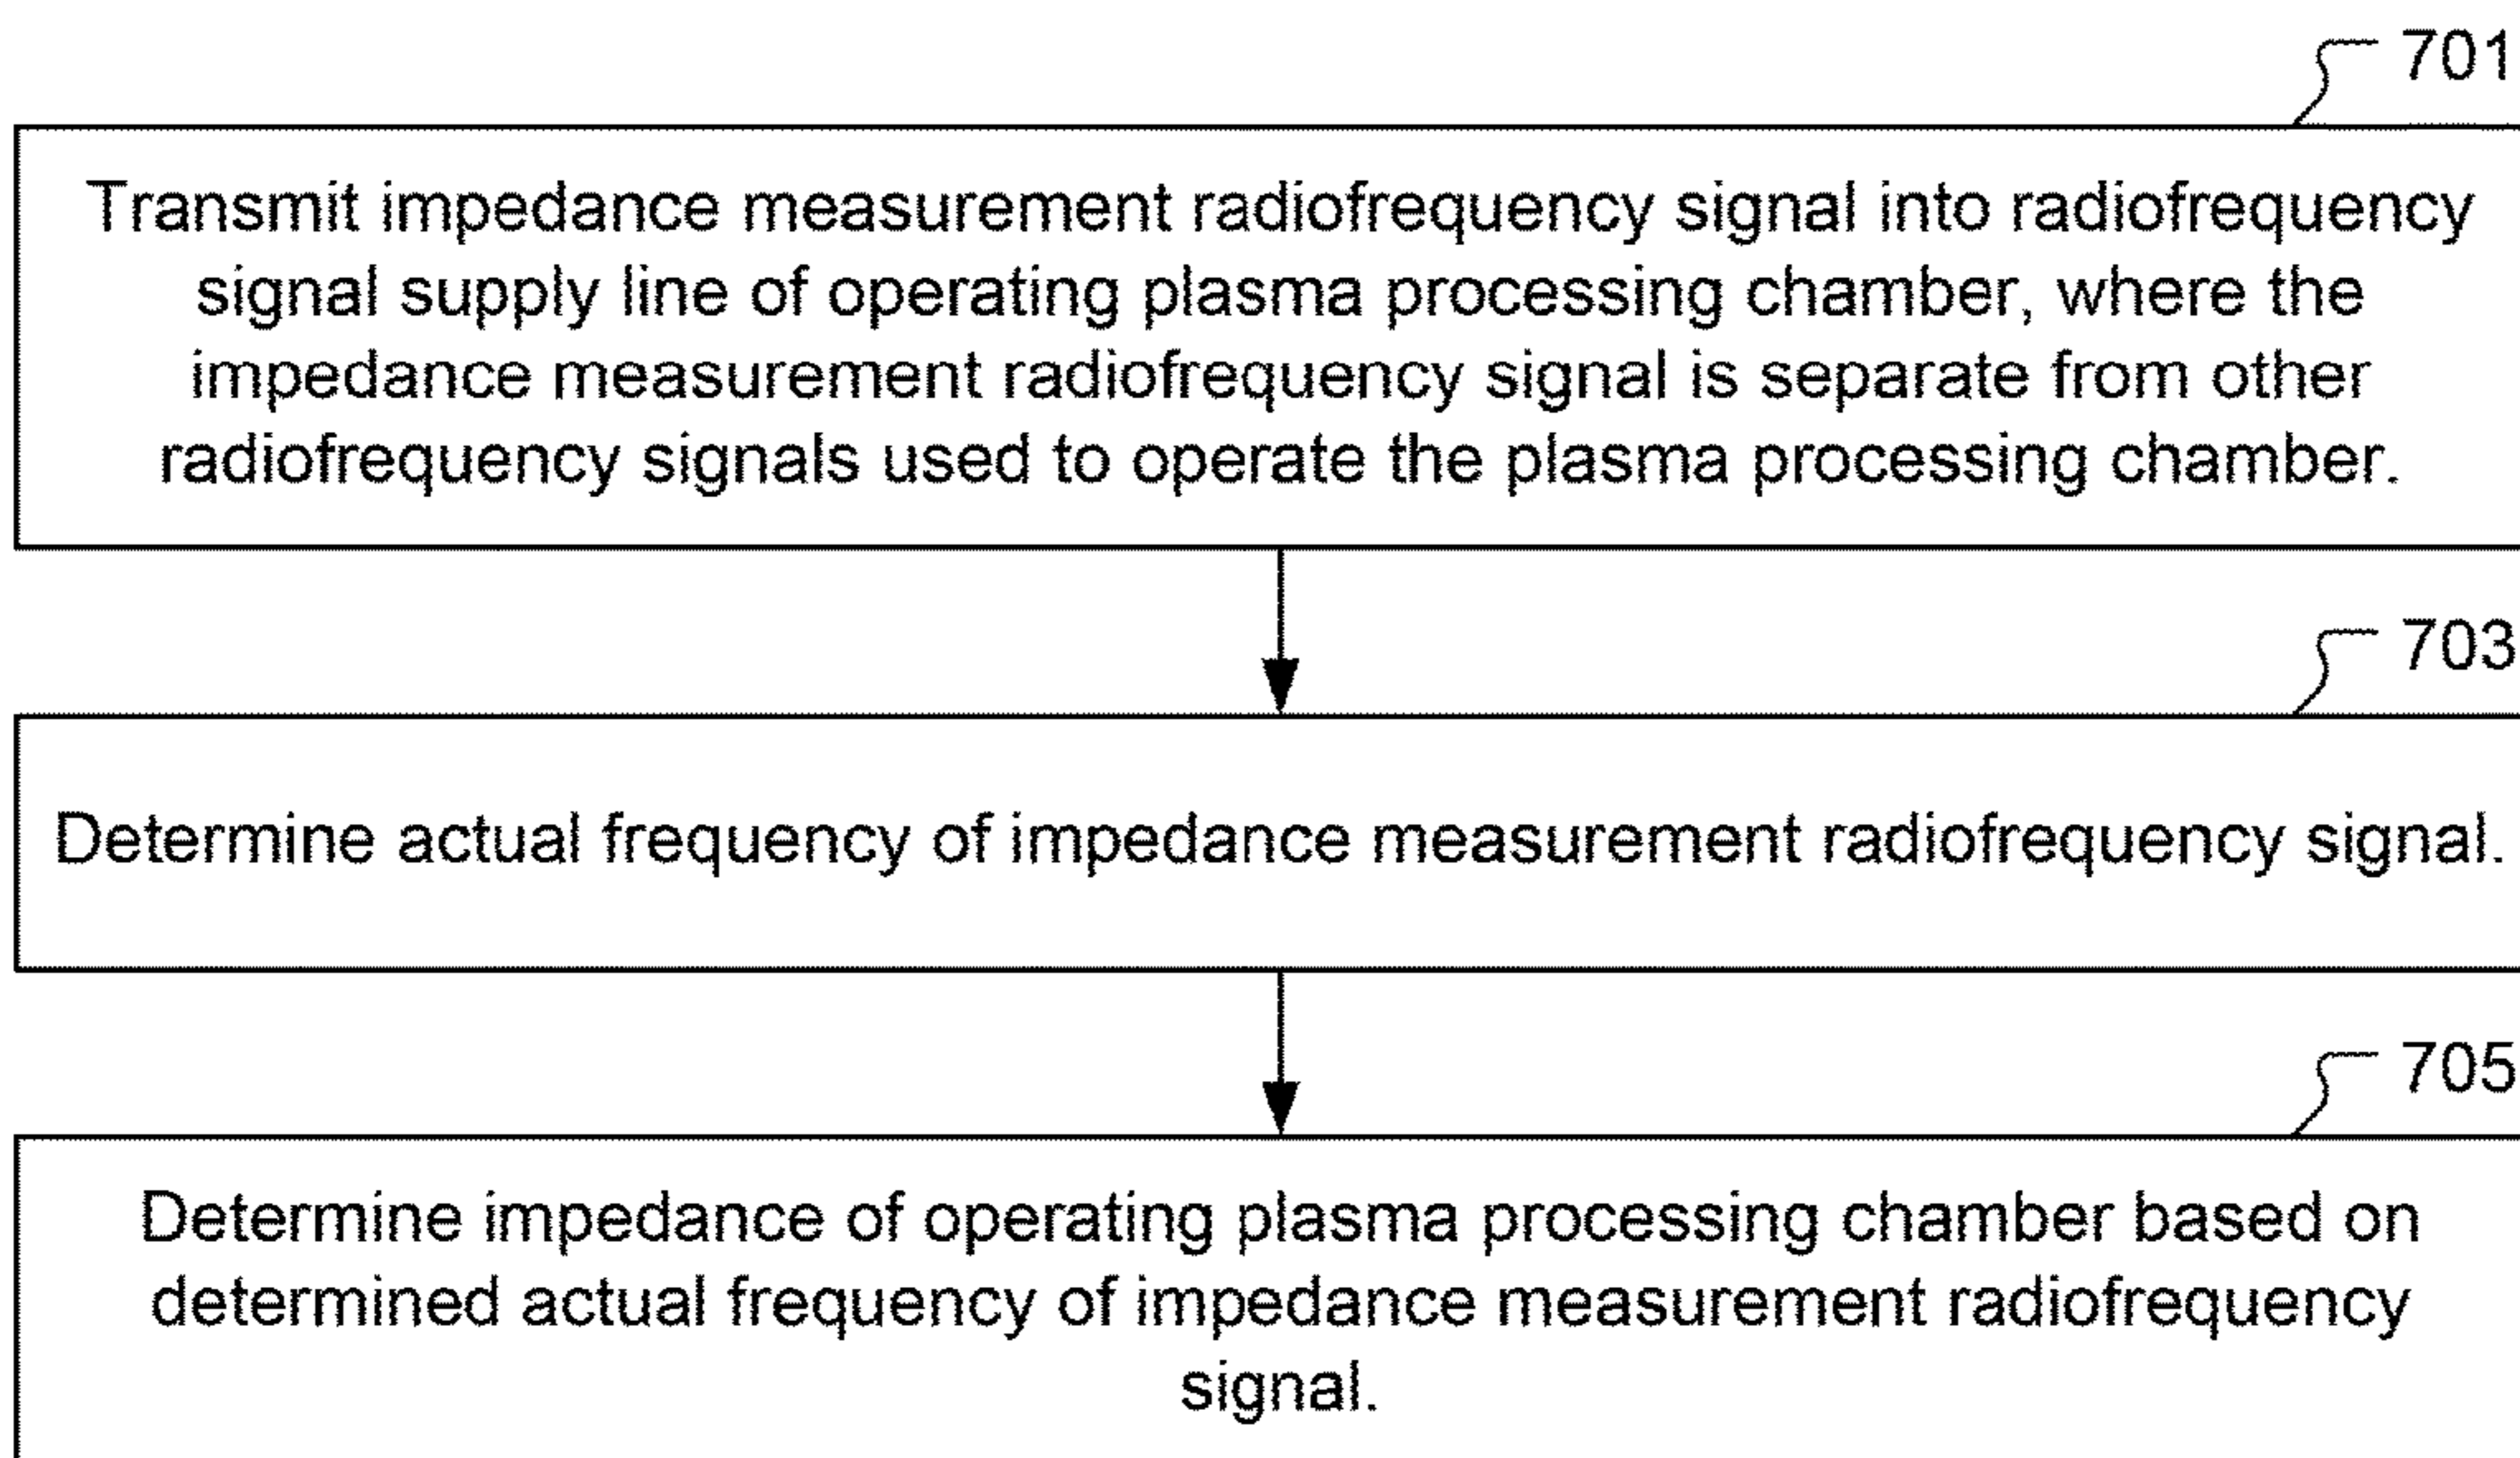 701
Transmit impedance measurement radiofrequency signal into radiofrequency
signal supply line of operating plasma processing chamber, where the
impedance measurement radiofrequency signal is separate from other
radiofrequency signals used to operate the plasma processing chamber.
703
Determine actual frequency of impedance measurement radiofrequency signal.
705
Determine impedance of operating plasma processing chamber based on
determined actual frequency of impedance measurement radiofrequency
signal.